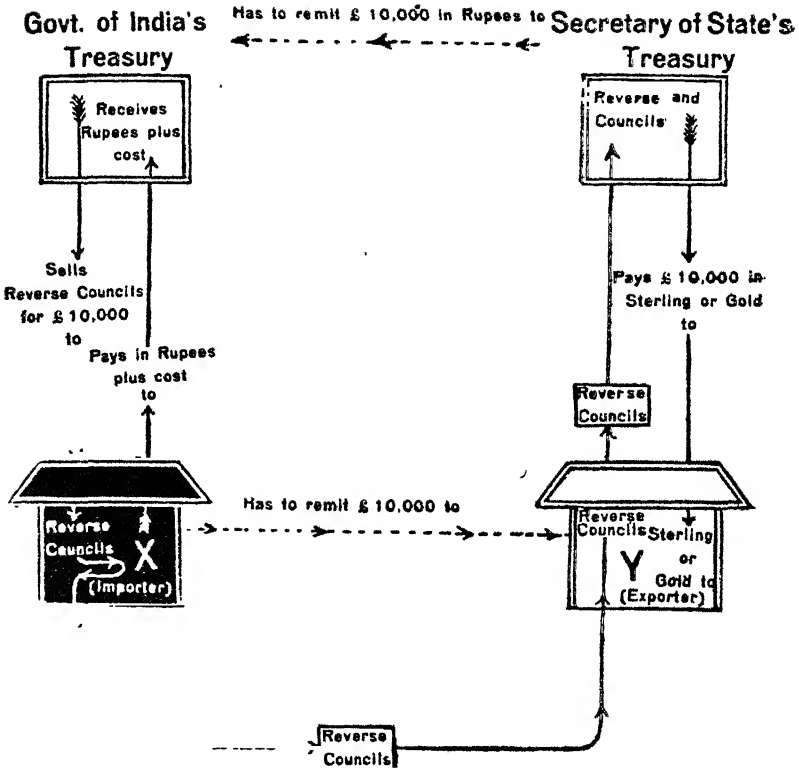 Govt. of India's
Treasury
Has to remit £ 10,000 in Rupees to
Secretary of State's
Treasury
Receives
Rupees plus
cost
Reverse and
Councils
Sells
Reverse Councils
for £ 10,000
to
Pays in Rupees
plus cost
to
Pays £ 10,000 in
Sterling or Gold
to
Reverse
Councils
Has to remit £ 10,000 to
Reverse
Councils
X
(Importer)
Reverse
Councils
Sterling
or
Gold to
Y
(Exporter)
Reverse
Councils